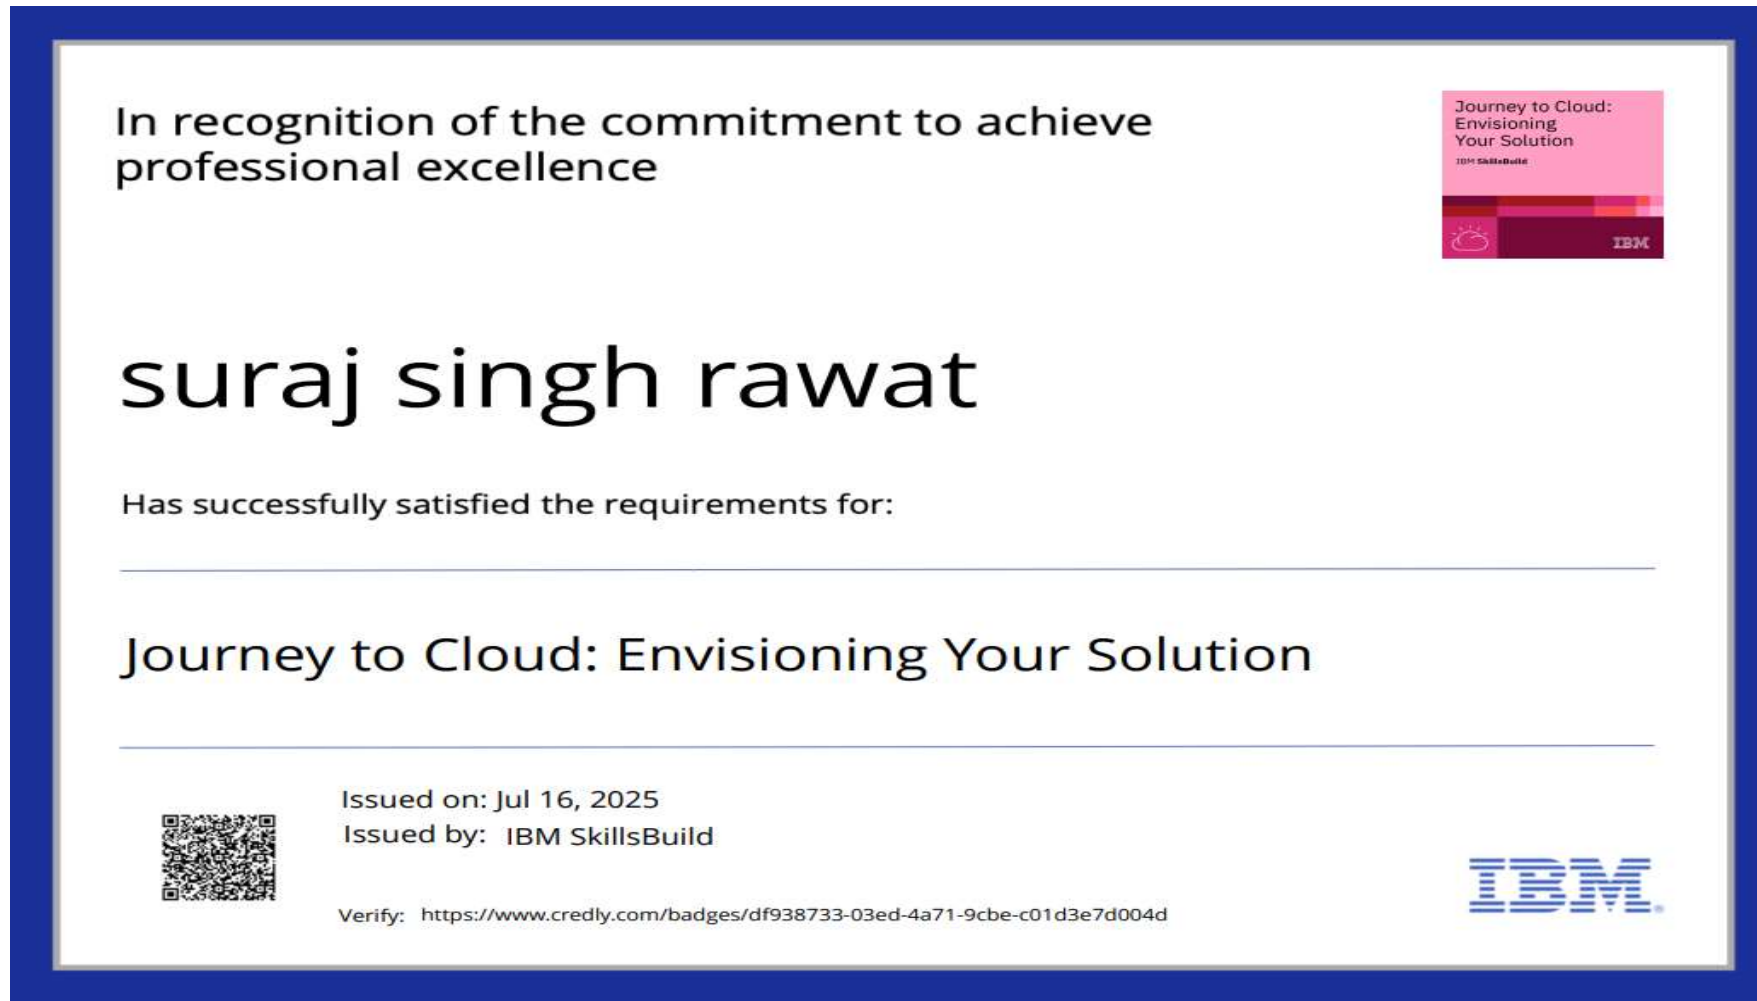 In recognition of the commitment to achieve
professional excellence
Journey to Cloud:
Envisioning
Your Solution
IBM SkillsBuild
IBM
suraj singh rawat
Has successfully satisfied the requirements for:
Journey to Cloud: Envisioning Your Solution
Issued on: Jul 16, 2025
Issued by: IBM SkillsBuild
Verify: https://www.credly.com/badges/df938733-03ed-4a71-9cbe-c01d3e7d004d
IBM®